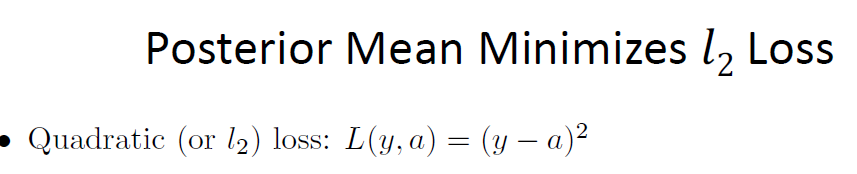 Posterior Mean Minimizes l₂ Loss
• Quadratic (or l₂) loss: L(y, a) = (y − a)²